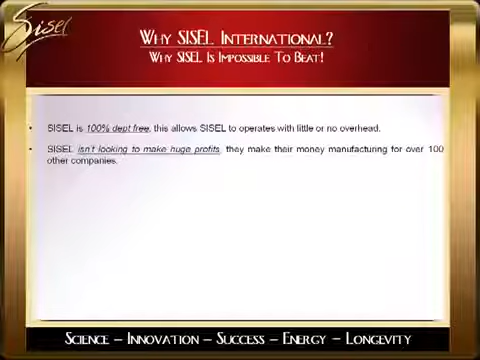 Sisel
WHY SISEL INTERNATIONAL?
WHY SISEL IS IMPOSSIBLE TO BEAT!
• SISEL is 100% dept free, this allows SISEL to operates with little or no overhead.
• SISEL isn't looking to make huge profits, they make their money manufacturing for over 100
other companies.
SCIENCE – INNOVATION – SUCCESS – ENERGY – LONGEVITY